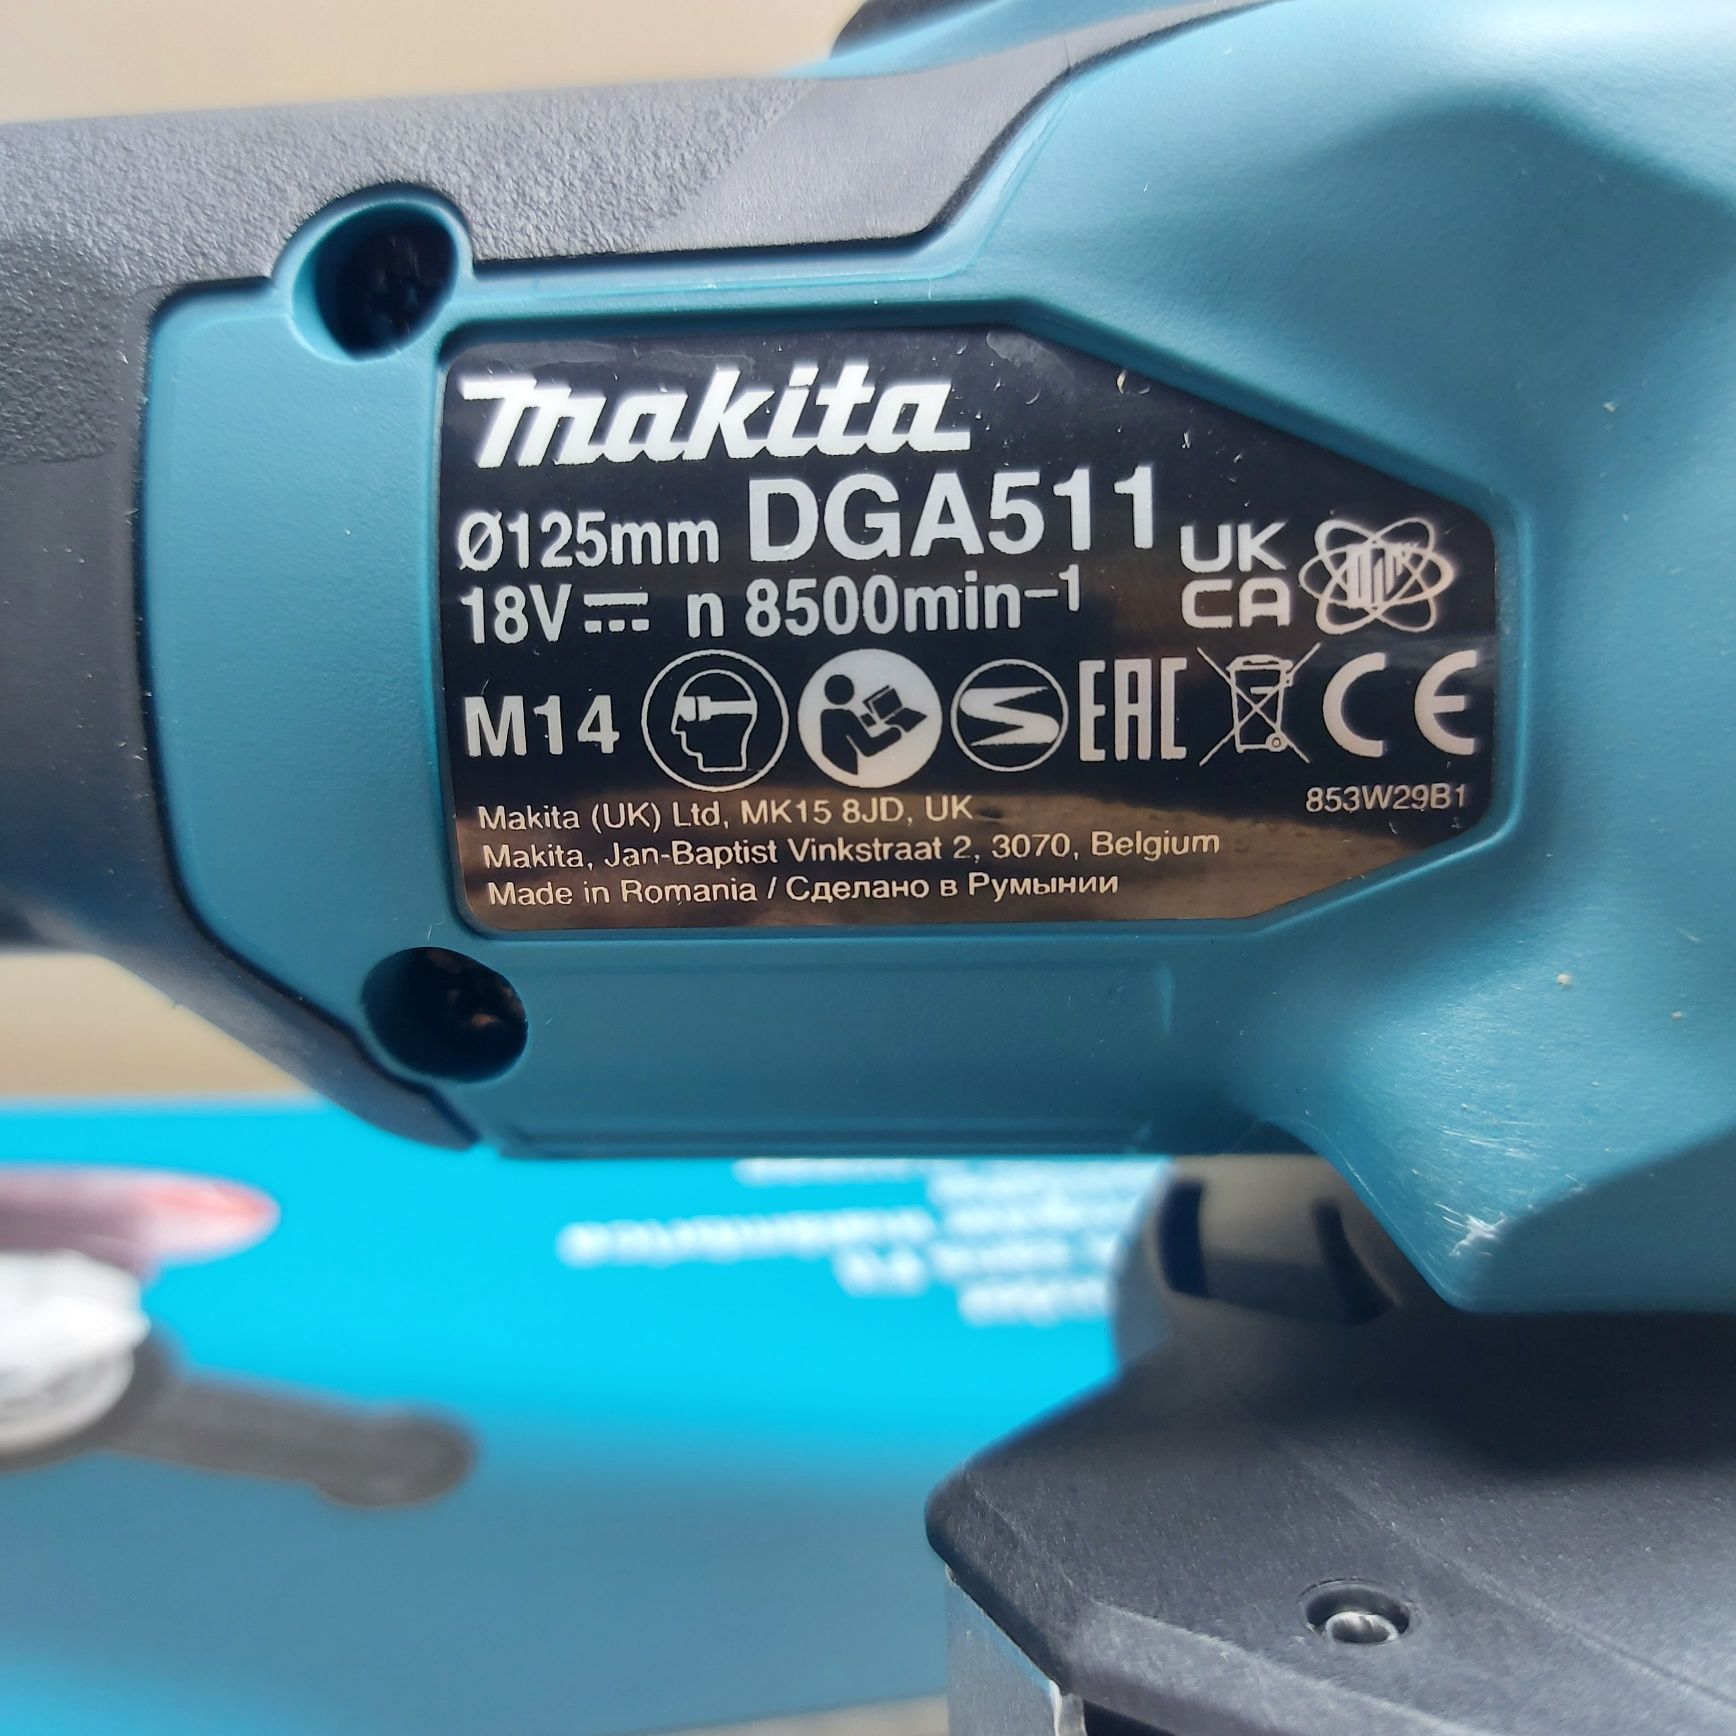 makita
Ø125mm DGA511
18V n 8500min⁻¹
UK
CA
M14
EAC
CE
853W29B1
Makita (UK) Ltd, MK15 8JD, UK
Makita, Jan-Baptist Vinkstraat 2, 3070, Belgium
Made in Romania / Сделано в Румынии